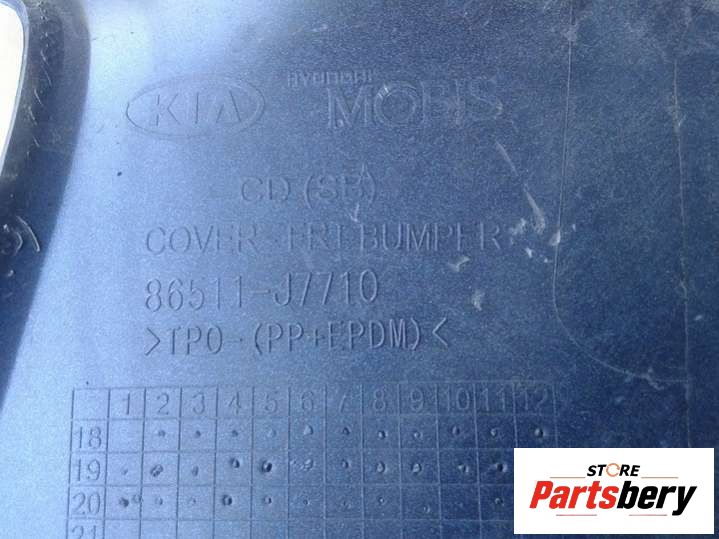 KIA HYUNDAI MOBIS
CD (SB)
COVER-FRT BUMPER
86511-J7710
>TPO-(PP+EPDM)<
1 2 3 4 5 6 7 8 9 10 11 12
18
19
20
21
STORE
Partsbery